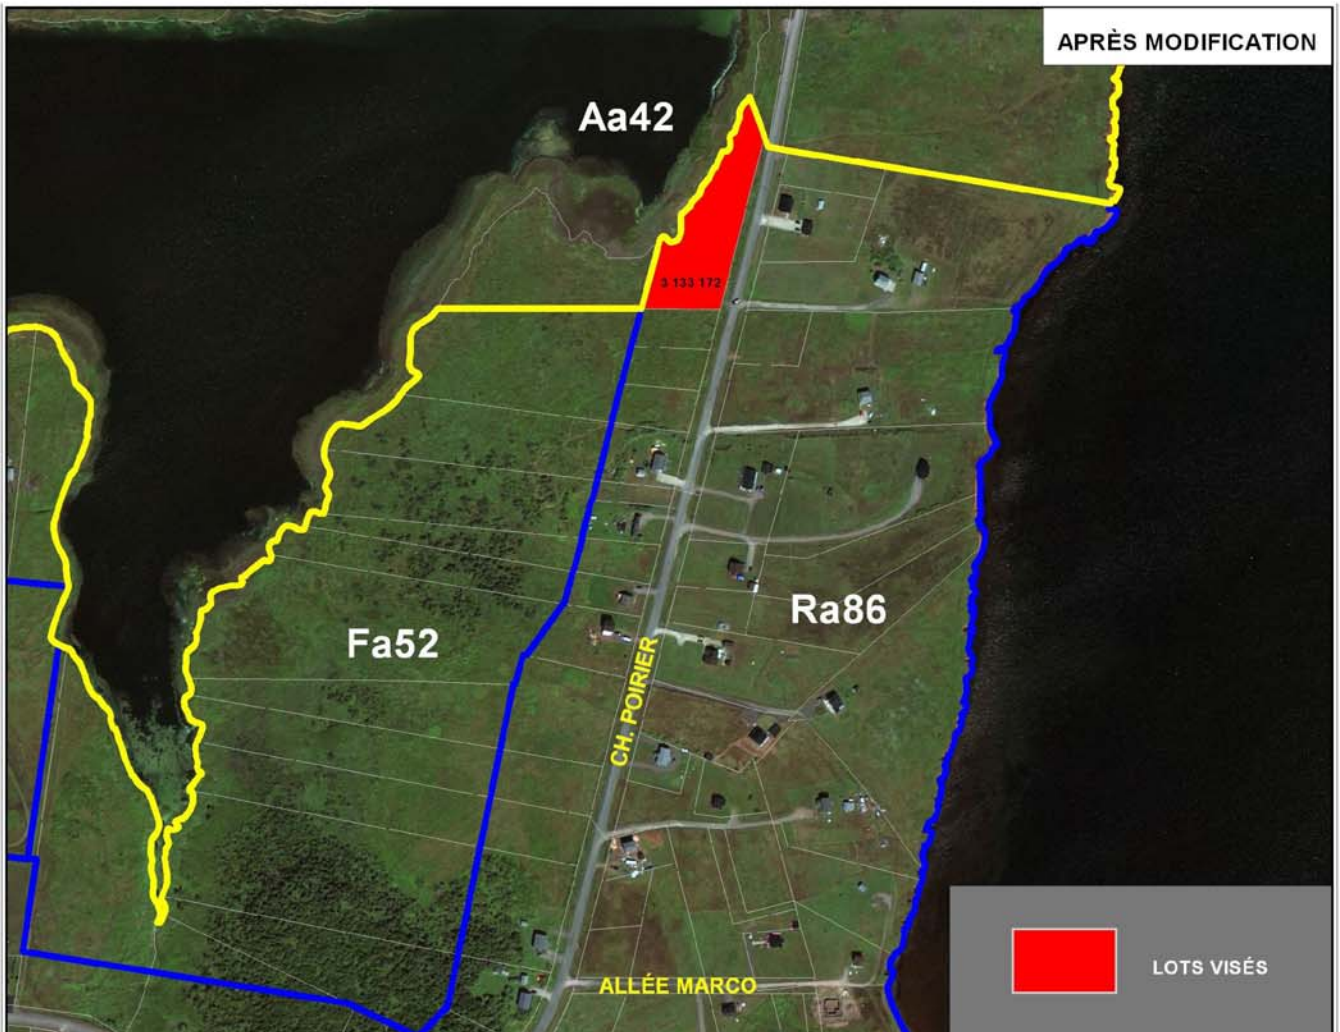 APRÈS MODIFICATION
Aa42
3 133 172
Ra86
Fa52
CH. POIRIER
ALLÉE MARCO
LOTS VISÉS